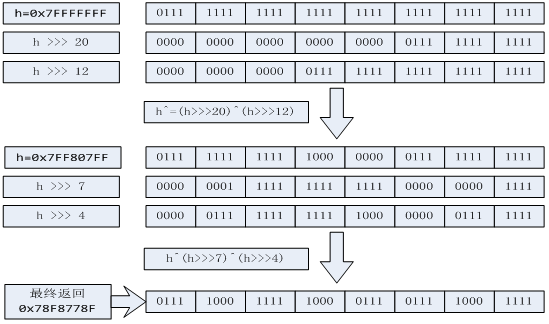 h=0x7FFFFFFF 0111 1111 1111 1111 1111 1111 1111 1111
h >>> 20 0000 0000 0000 0000 0000 0111 1111 1111
h >>> 12 0000 0000 0000 0111 1111 1111 1111 1111
h^=(h>>>20)^(h>>>12)
h=0x7FF807FF 0111 1111 1111 1000 0000 0111 1111 1111
h >>> 7 0000 0001 1111 1111 1111 0000 0000 1111
h >>> 4 0000 0111 1111 1111 1000 0000 0111 1111
h^(h>>>7)^(h>>>4)
最终返回
0x78F8778F 0111 1000 1111 1000 0111 0111 1000 1111